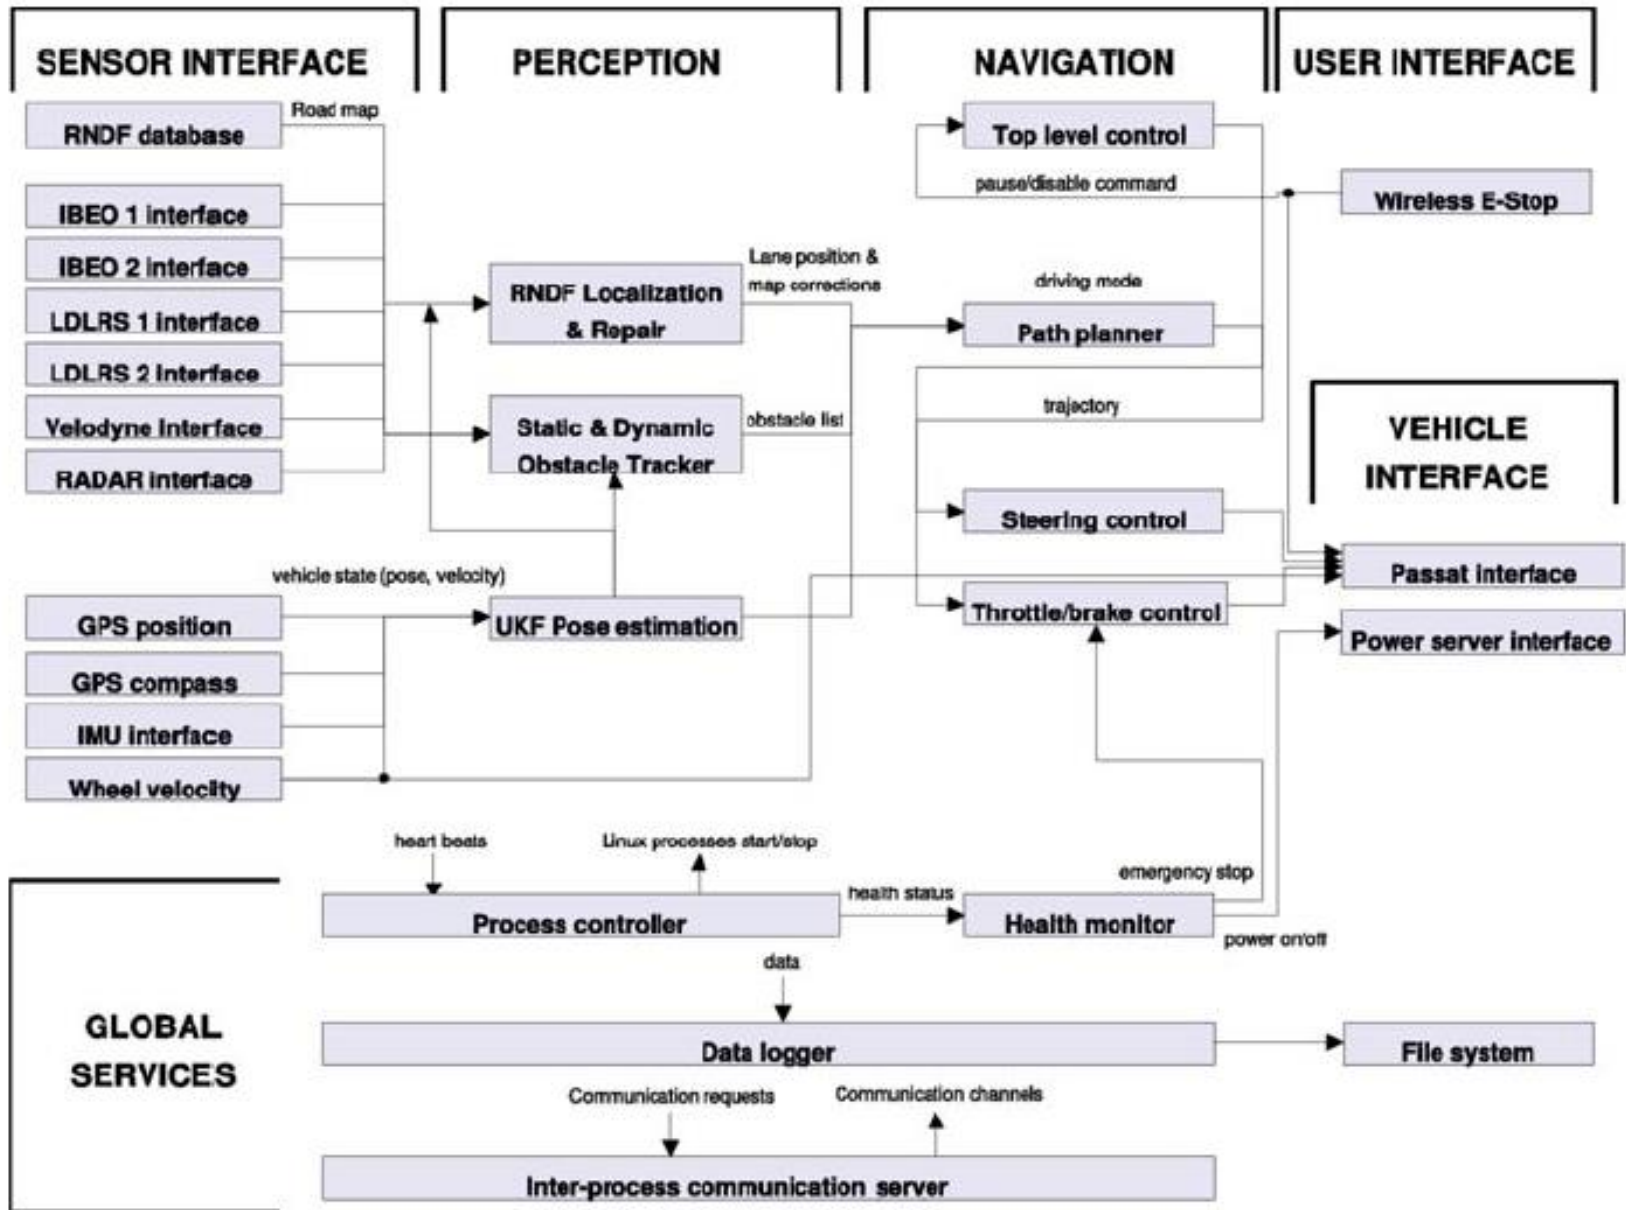 SENSOR INTERFACE
PERCEPTION
NAVIGATION
USER INTERFACE
RNDF database
Road map
IBEO 1 interface
IBEO 2 interface
LDLRS 1 interface
LDLRS 2 interface
Velodyne interface
RADAR interface
GPS position
GPS compass
IMU interface
Wheel velocity
vehicle state (pose, velocity)
RNDF Localization
& Repair
Static & Dynamic
Obstacle Tracker
UKF Pose estimation
Lane position &
map corrections
obstacle list
Top level control
pause/disable command
driving mode
Path planner
trajectory
Steering control
Throttle/brake control
Wireless E-Stop
VEHICLE
INTERFACE
Passat interface
Power server interface
GLOBAL
SERVICES
heart beats
Linux processes start/stop
Process controller
health status
Health monitor
emergency stop
power on/off
data
Data logger
File system
Communication requests
Communication channels
Inter-process communication server